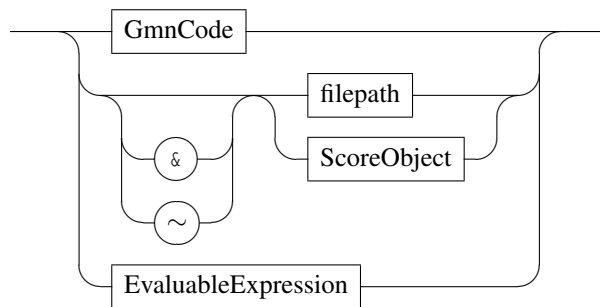 GmnCode
filepath
& ScoreObject
~
EvaluableExpression